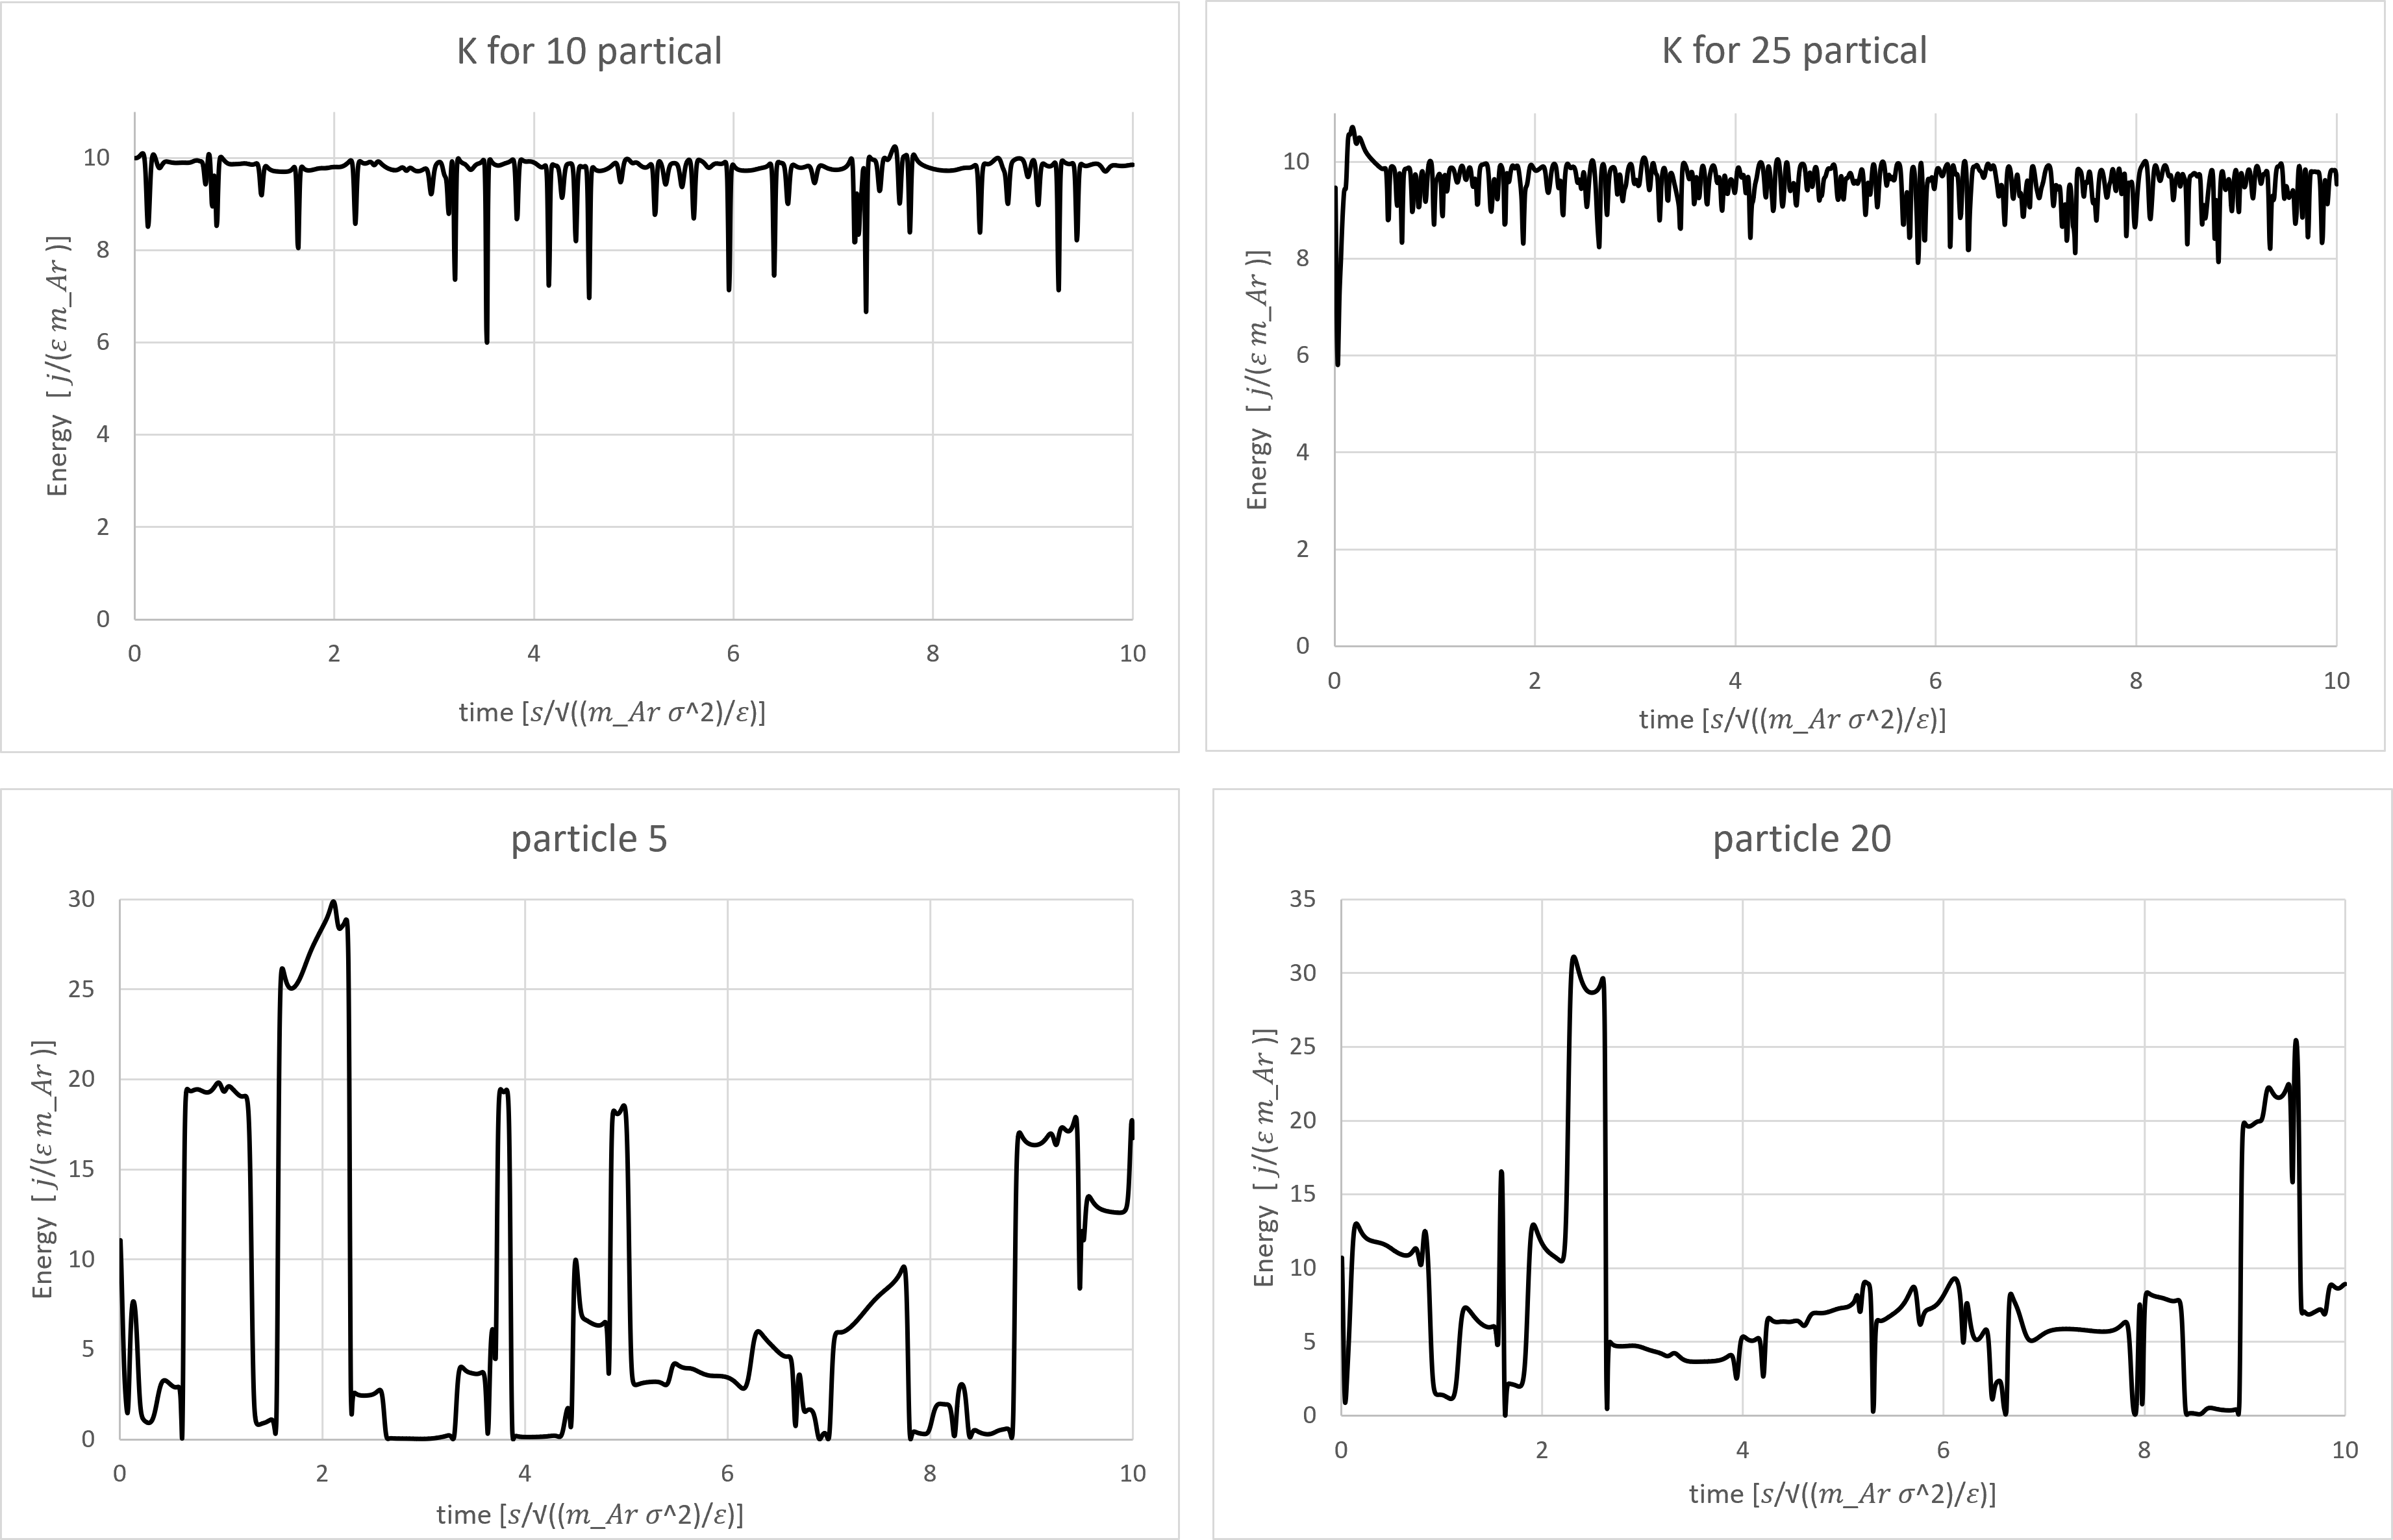 K for 10 partical
Energy [ j/(ε m_Ar )]
10
8
6
4
2
0
0 2 4 6 8 10
time [s/√((m_Ar σ^2)/ε)]
K for 25 partical
Energy [ j/(ε m_Ar )]
10
8
6
4
2
0
0 2 4 6 8 10
time [s/√((m_Ar σ^2)/ε)]
particle 5
Energy [ j/(ε m_Ar )]
30
25
20
15
10
5
0
0 2 4 6 8 10
time [s/√((m_Ar σ^2)/ε)]
particle 20
Energy [ j/(ε m_Ar )]
35
30
25
20
15
10
5
0
0 2 4 6 8 10
time [s/√((m_Ar σ^2)/ε)]